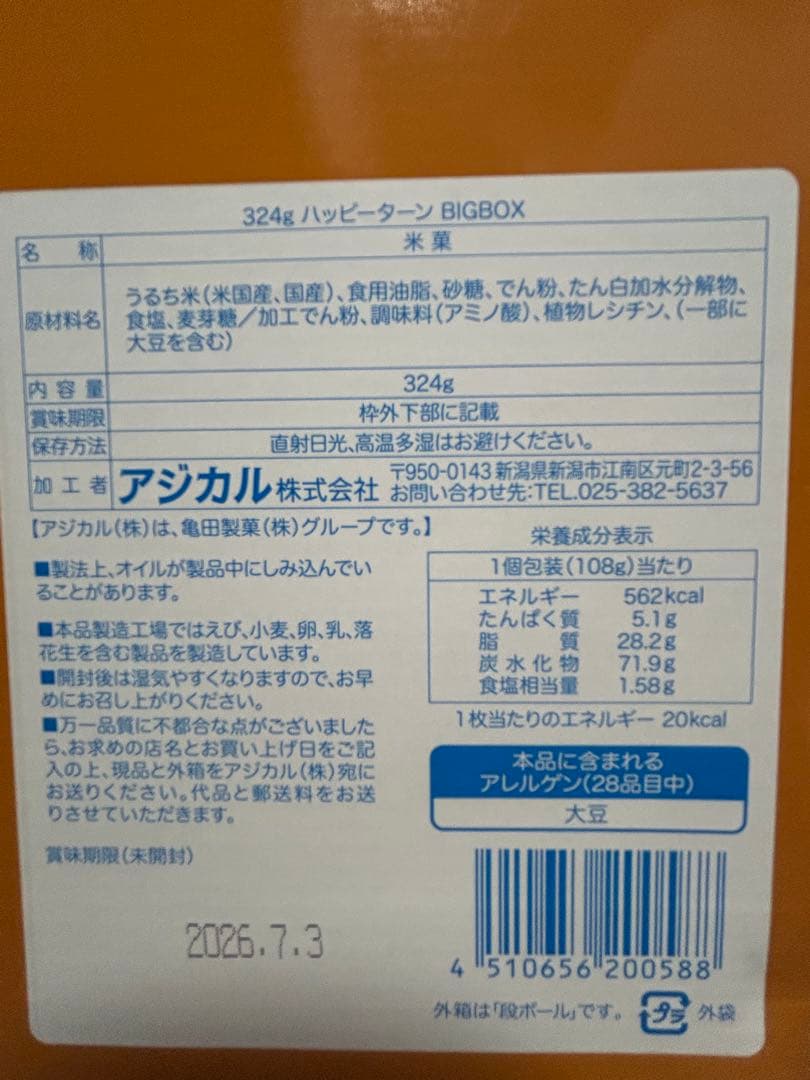 324g ハッピーターン BIGBOX
名称 米菓
原材料名 うるち米(米国産、国産)、食用油脂、砂糖、でん粉、たん白加水分解物、
食塩、麦芽糖/加工でん粉、調味料(アミノ酸)、植物レシチン、(一部に
大豆を含む)
内容量 324g
賞味期限 枠外下部に記載
保存方法 直射日光、高温多湿はお避けください。
加工者 アジカル株式会社 〒950-0143 新潟県新潟市江南区元町2-3-56
お問い合わせ先:TEL.025-382-5637
【アジカル(株)は、亀田製菓(株)グループです。】
■製法上、オイルが製品中にしみ込んでい
ることがあります。
■本品製造工場ではえび、小麦、卵、乳、落
花生を含む製品を製造しています。
■開封後は湿気やすくなりますので、お早
めにお召し上がりください。
■万一品質に不都合な点がございました
ら、お求めの店名とお買い上げ日をご記
入の上、現品と外箱をアジカル(株)宛に
お送りください。代品と郵送料をお送
りさせていただきます。
賞味期限(未開封)
2026.7.3
栄養成分表示
1個包装(108g)当たり
エネルギー 562kcal
たんぱく質 5.1g
脂質 28.2g
炭水化物 71.9g
食塩相当量 1.58g
1枚当たりのエネルギー 20kcal
本品に含まれる
アレルゲン(28品目中)
大豆
4 510656 200588
外箱は「段ボール」です。 プラ 外袋